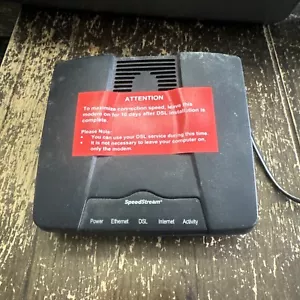 ATTENTION
To maximize connection speed, leave this
modem on for 10 days after DSL installation is
complete.
Please Note:
• You can use your DSL service during this time
• It is not necessary to leave your computer on,
only the modem
SpeedStream®
Power Ethernet DSL Internet Activity